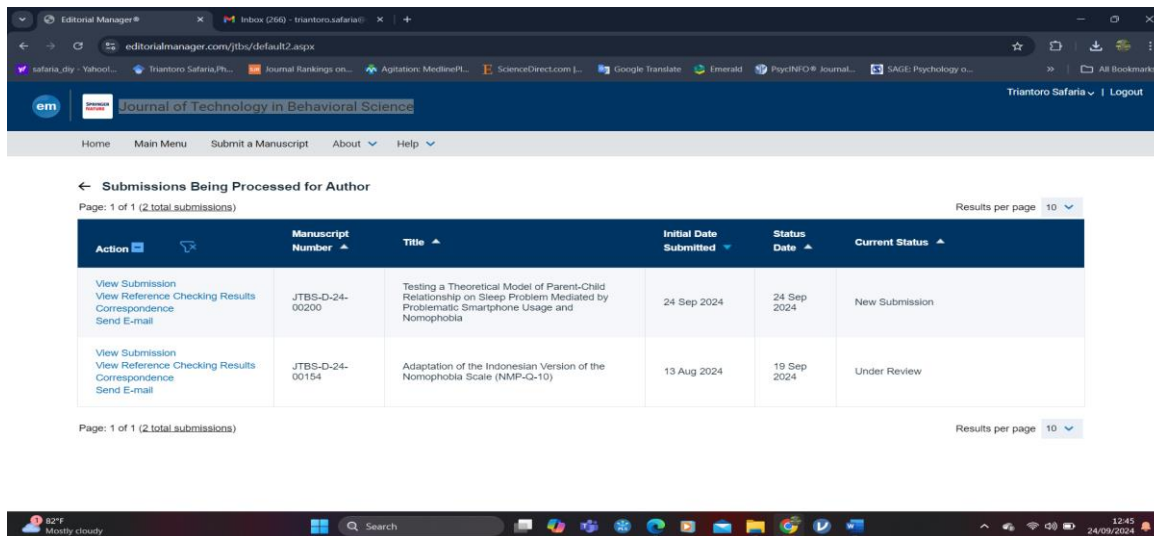 Editorial Manager®
Inbox (266) - triantoro.safaria@
editorialmanager.com/jtbs/default2.aspx
safaria_diy - Yahoo!...
Triantoro Safaria,Ph...
Journal Rankings on...
Agitation: MedlinePl...
ScienceDirect.com |...
Google Translate
Emerald
PsycINFO® Journal...
SAGE: Psychology o...
All Bookmarks
em
SPRINGER NATURE
Journal of Technology in Behavioral Science
Triantoro Safaria | Logout
Home Main Menu Submit a Manuscript About Help
Submissions Being Processed for Author
Page: 1 of 1 (2 total submissions)
Results per page 10
Action
Manuscript
Number
Title
Initial Date
Submitted
Status
Date
Current Status
View Submission
View Reference Checking Results
Correspondence
Send E-mail
JTBS-D-24-
00200
Testing a Theoretical Model of Parent-Child
Relationship on Sleep Problem Mediated by
Problematic Smartphone Usage and
Nomophobia
24 Sep 2024
24 Sep
2024
New Submission
View Submission
View Reference Checking Results
Correspondence
Send E-mail
JTBS-D-24-
00154
Adaptation of the Indonesian Version of the
Nomophobia Scale (NMP-Q-10)
13 Aug 2024
19 Sep
2024
Under Review
Page: 1 of 1 (2 total submissions)
Results per page 10
1
82°F
Mostly cloudy
Search
12:45
24/09/2024